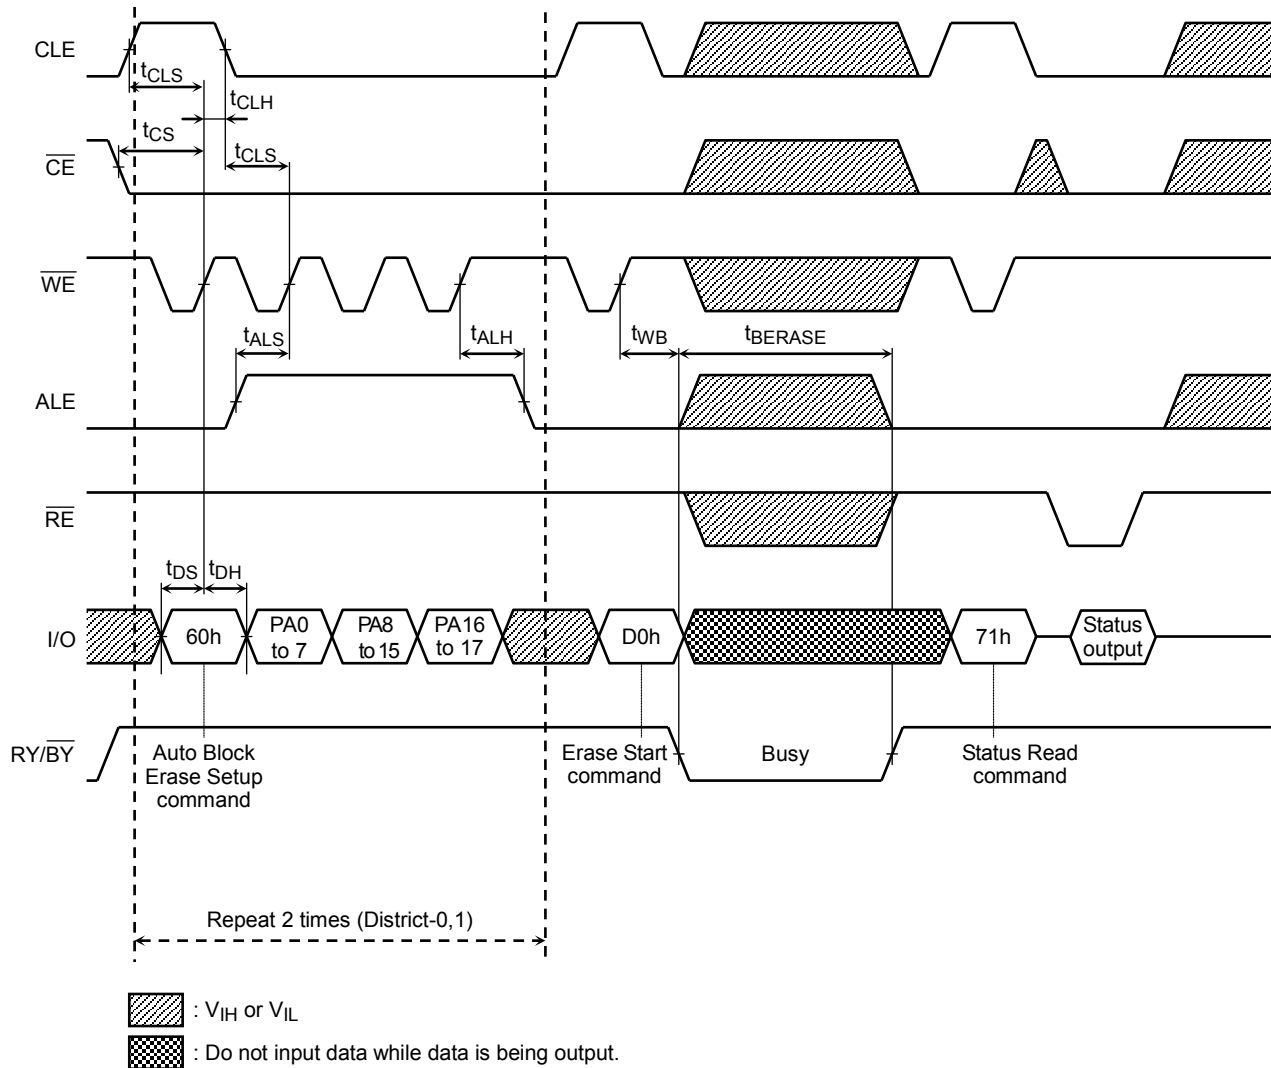 CLE
tCLS
tCLH
tCS
tCLS
CE
WE
tALS
tALH
tWB
tBERASE
ALE
RE
tDS
tDH
I/O
60h
PA0
to 7
PA8
to 15
PA16
to 17
D0h
71h
Status
output
RY/BY
Auto Block
Erase Setup
command
Erase Start
command
Busy
Status Read
command
Repeat 2 times (District-0,1)
: VIH or VIL
: Do not input data while data is being output.